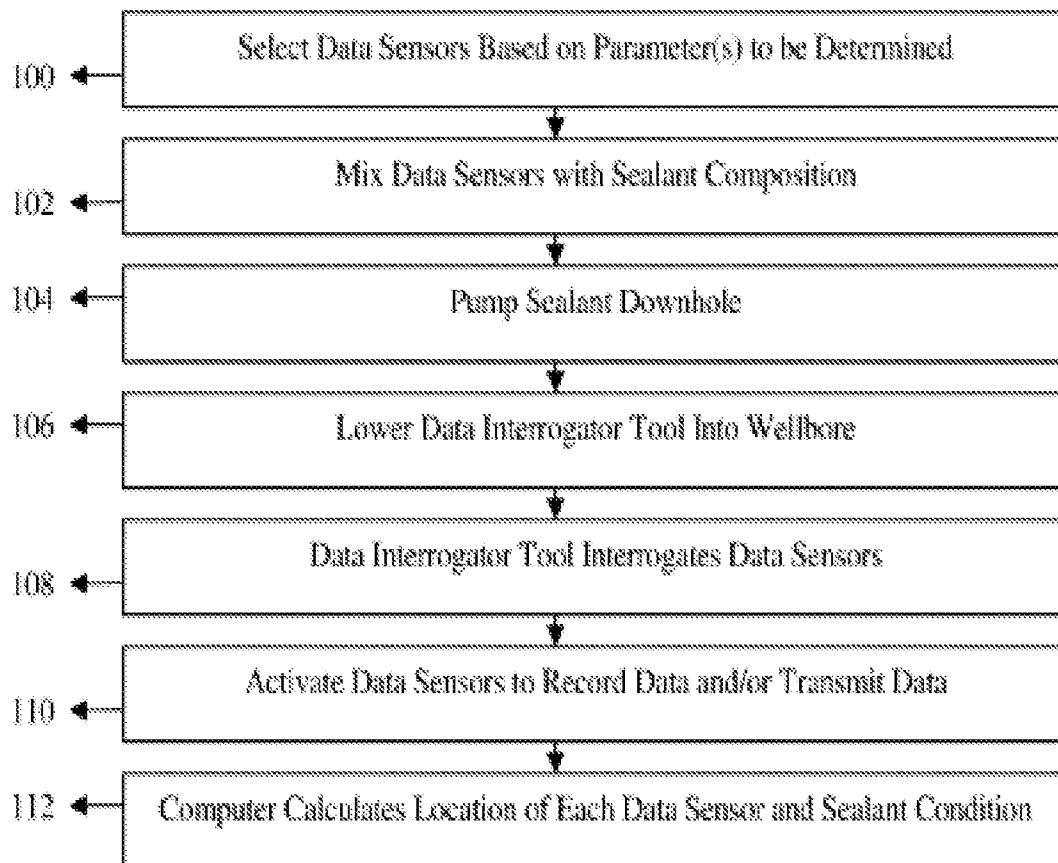 Select Data Sensors Based on Parameter(s) to be Determined
100
Mix Data Sensors with Sealant Composition
102
Pump Sealant Downhole
104
Lower Data Interrogator Tool Into Wellbore
106
Data Interrogator Tool Interrogates Data Sensors
108
Activate Data Sensors to Record Data and/or Transmit Data
110
Computer Calculates Location of Each Data Sensor and Sealant Condition
112